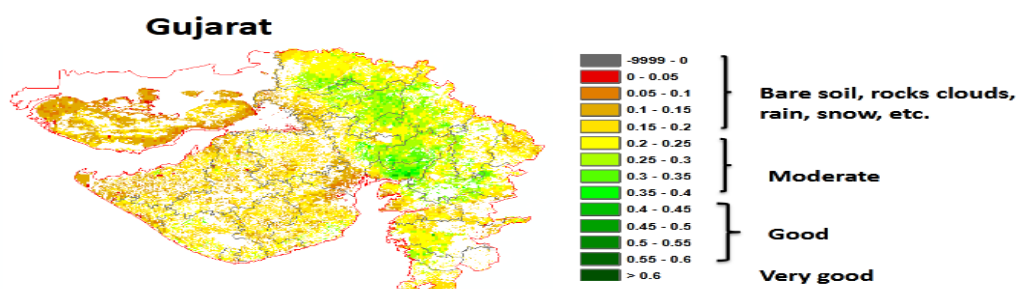 Gujarat
-9999 - 0
0 - 0.05
0.05 - 0.1
0.1 - 0.15
0.15 - 0.2
0.2 - 0.25
0.25 - 0.3
0.3 - 0.35
0.35 - 0.4
0.4 - 0.45
0.45 - 0.5
0.5 - 0.55
0.55 - 0.6
> 0.6
Bare soil, rocks clouds,
rain, snow, etc.
Moderate
Good
Very good